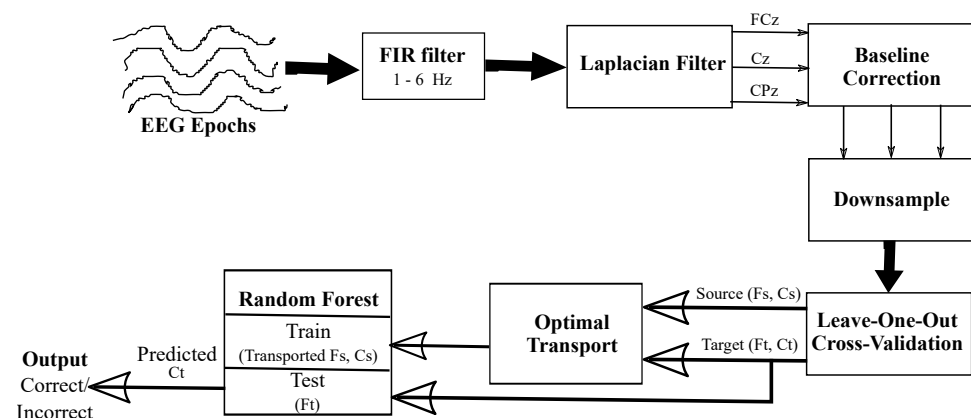 EEG Epochs
FIR filter
1 - 6 Hz
Laplacian Filter
FCz
Cz
CPz
Baseline
Correction
Downsample
Leave-One-Out
Cross-Validation
Source (Fs, Cs)
Target (Ft, Ct)
Optimal
Transport
Random Forest
Train
(Transported Fs, Cs)
Test
(Ft)
Predicted
Ct
Output
Correct/
Incorrect